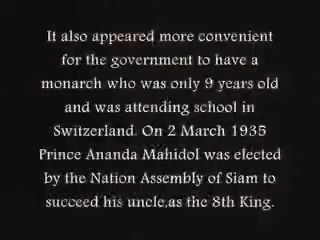 It also appeared more convenient
for the government to have a
monarch who was only 9 years old
and was attending school in
Switzerland. On 2 March 1935
Prince Ananda Mahidol was elected
by the Nation Assembly of Siam to
succeed his uncle,as the 8th King.